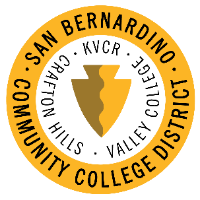 · SAN BERNARDINO ·
COMMUNITY COLLEGE DISTRICT
· KVCR ·
CRAFTON HILLS ·
VALLEY COLLEGE ·